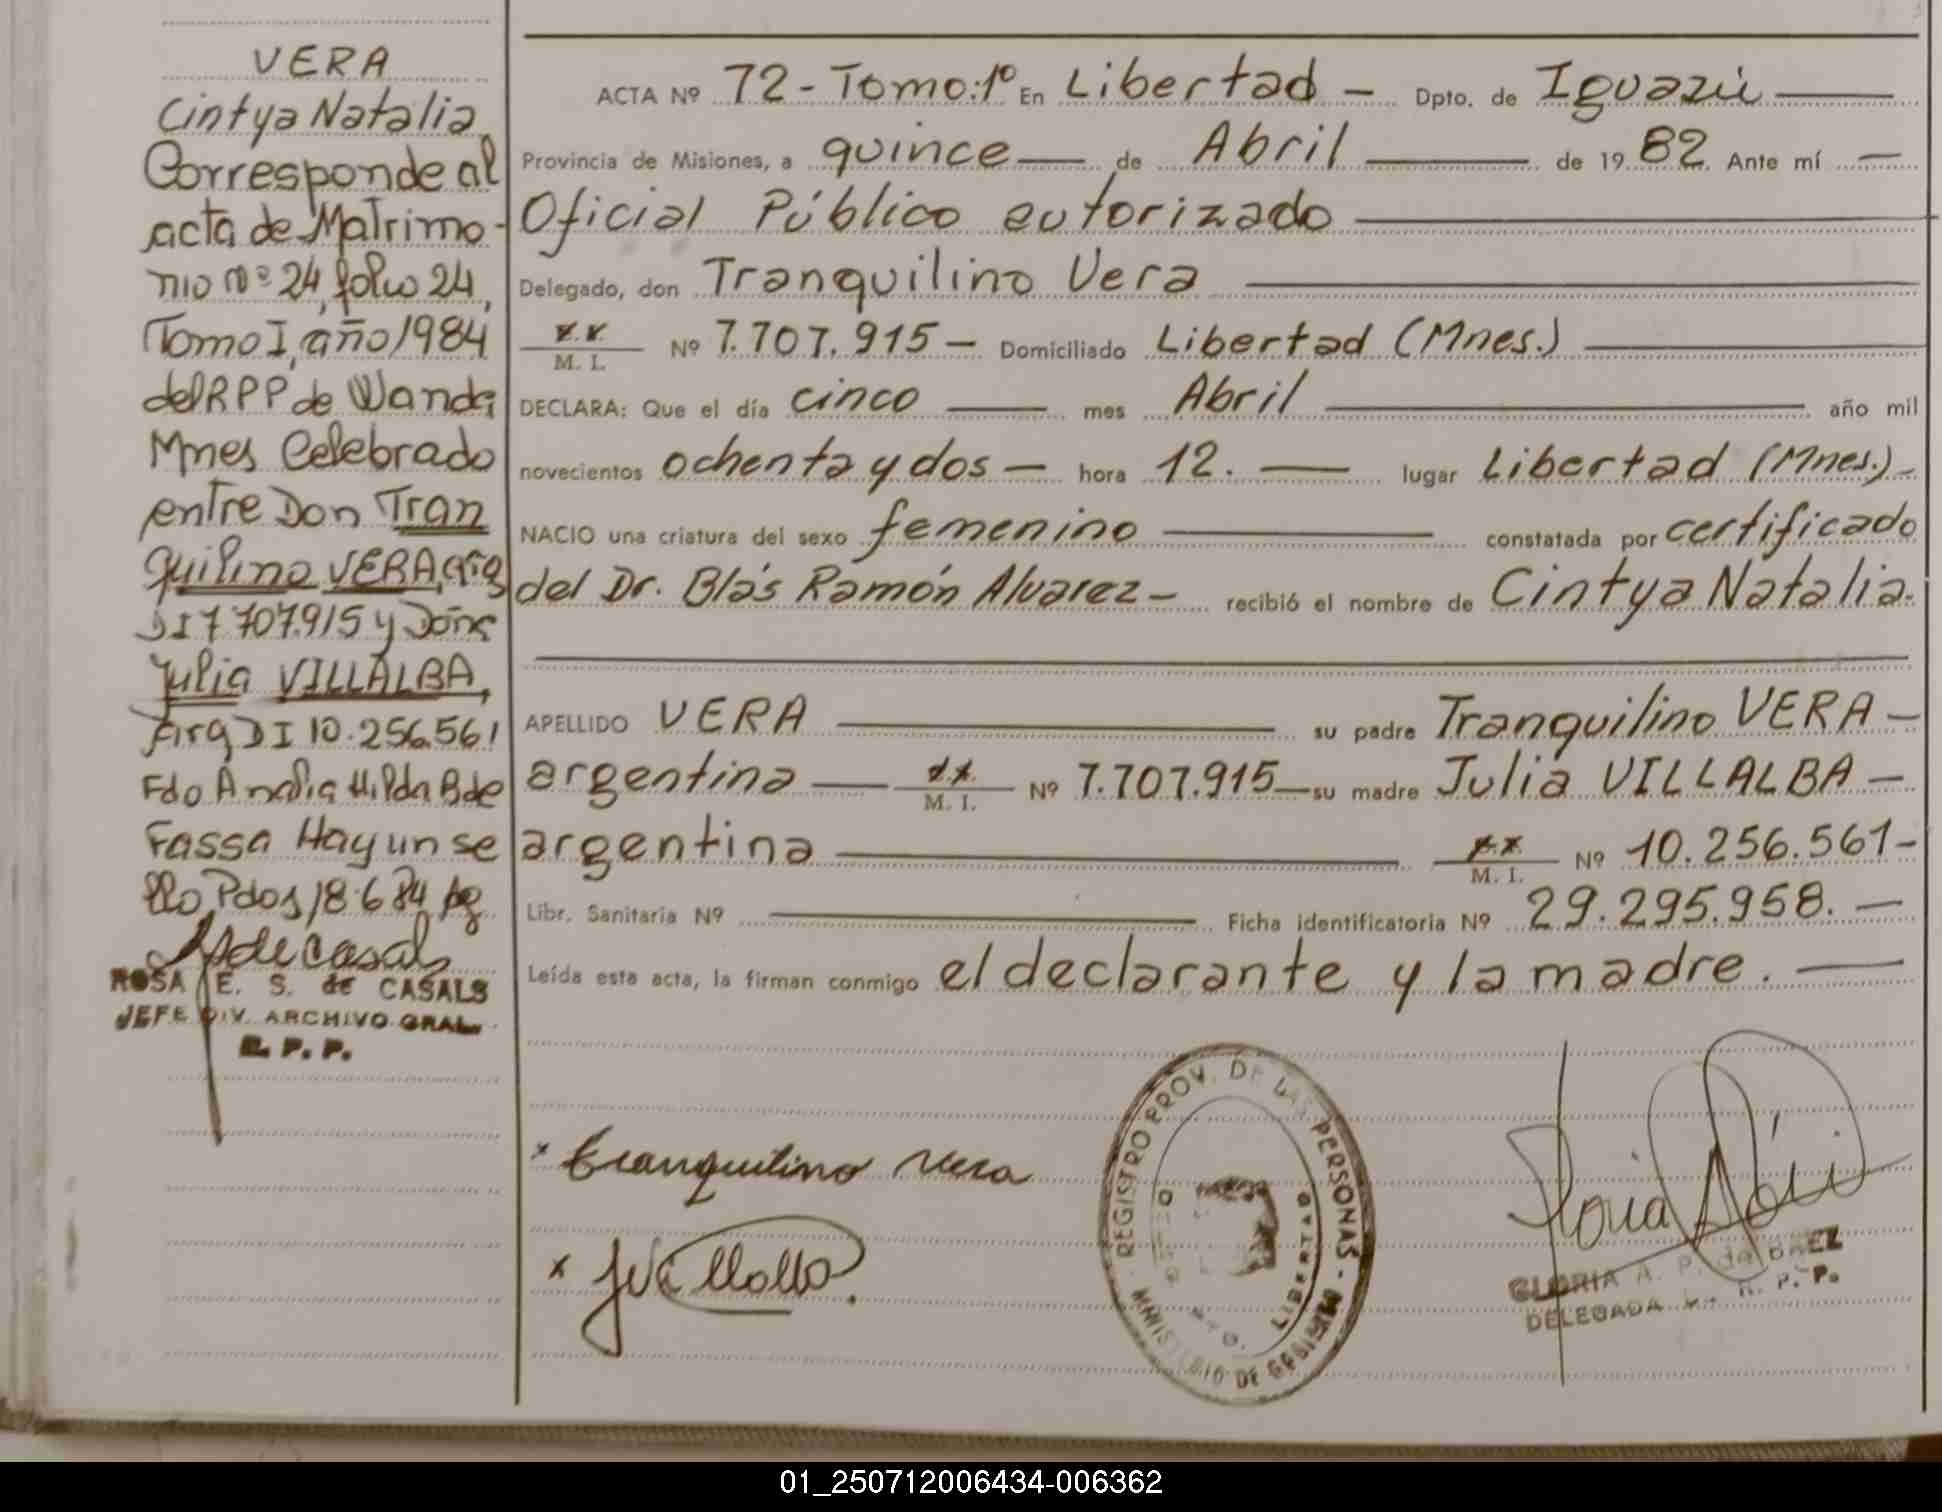 VERA
Cintya Natalia
Corresponde al
acta de Matrimo-
nio Nº 24, folio 24,
Tomo I, año 1984
del RPP de Wanda
Mnes Celebrado
entre Don Tran
quilino VERA, arg
DI 7 707.915 y Doña
Julia VILLALBA,
Arg DI 10.256.561
Fdo Analia Hilda B de
Fassa Hay un se
llo Pdos 18.6.84
de Casals
ROSA E. S. de CASALS
JEFE DIV. ARCHIVO GRAL.
R. P. P.
ACTA Nº 72 - Tomo: 1º En Libertad - Dpto. de Iguazú
Provincia de Misiones, a quince de Abril de 1982. Ante mí
Oficial Público autorizado
Delegado, don Tranquilino Vera
M. I. Nº 7.707.915 - Domiciliado Libertad (Mnes.)
DECLARA: Que el día cinco mes Abril año mil
novecientos ochenta y dos - hora 12. lugar Libertad (Mnes.) -
NACIO una criatura del sexo femenino constatada por certificado
del Dr. Blás Ramón Alvarez - recibió el nombre de Cintya Natalia.
APELLIDO VERA su padre Tranquilino VERA -
argentina M. I. Nº 7.707.915 - su madre Julia VILLALBA -
argentina M. I. Nº 10.256.561 -
Libr. Sanitaria Nº Ficha identificatoria Nº 29.295.958. -
Leída esta acta, la firman conmigo el declarante y la madre.
x Tranquilino Vera
x
REGISTRO PROV. DE LAS PERSONAS - MINISTERIO DE GOBIERNO
LIBERTAD
GLORIA A. P. de BAEZ
DELEGADA R. P. P.
01_250712006434-006362